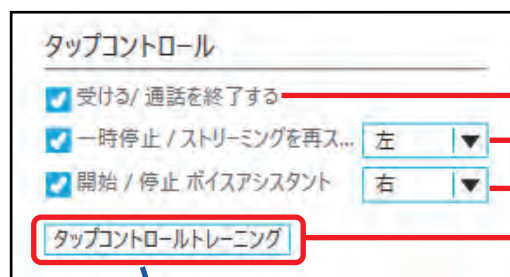 タップコントロール
受ける/ 通話を終了する
一時停止 / ストリーミングを再ス... 左
開始 / 停止 ボイスアシスタント 右
タップコントロールトレーニング